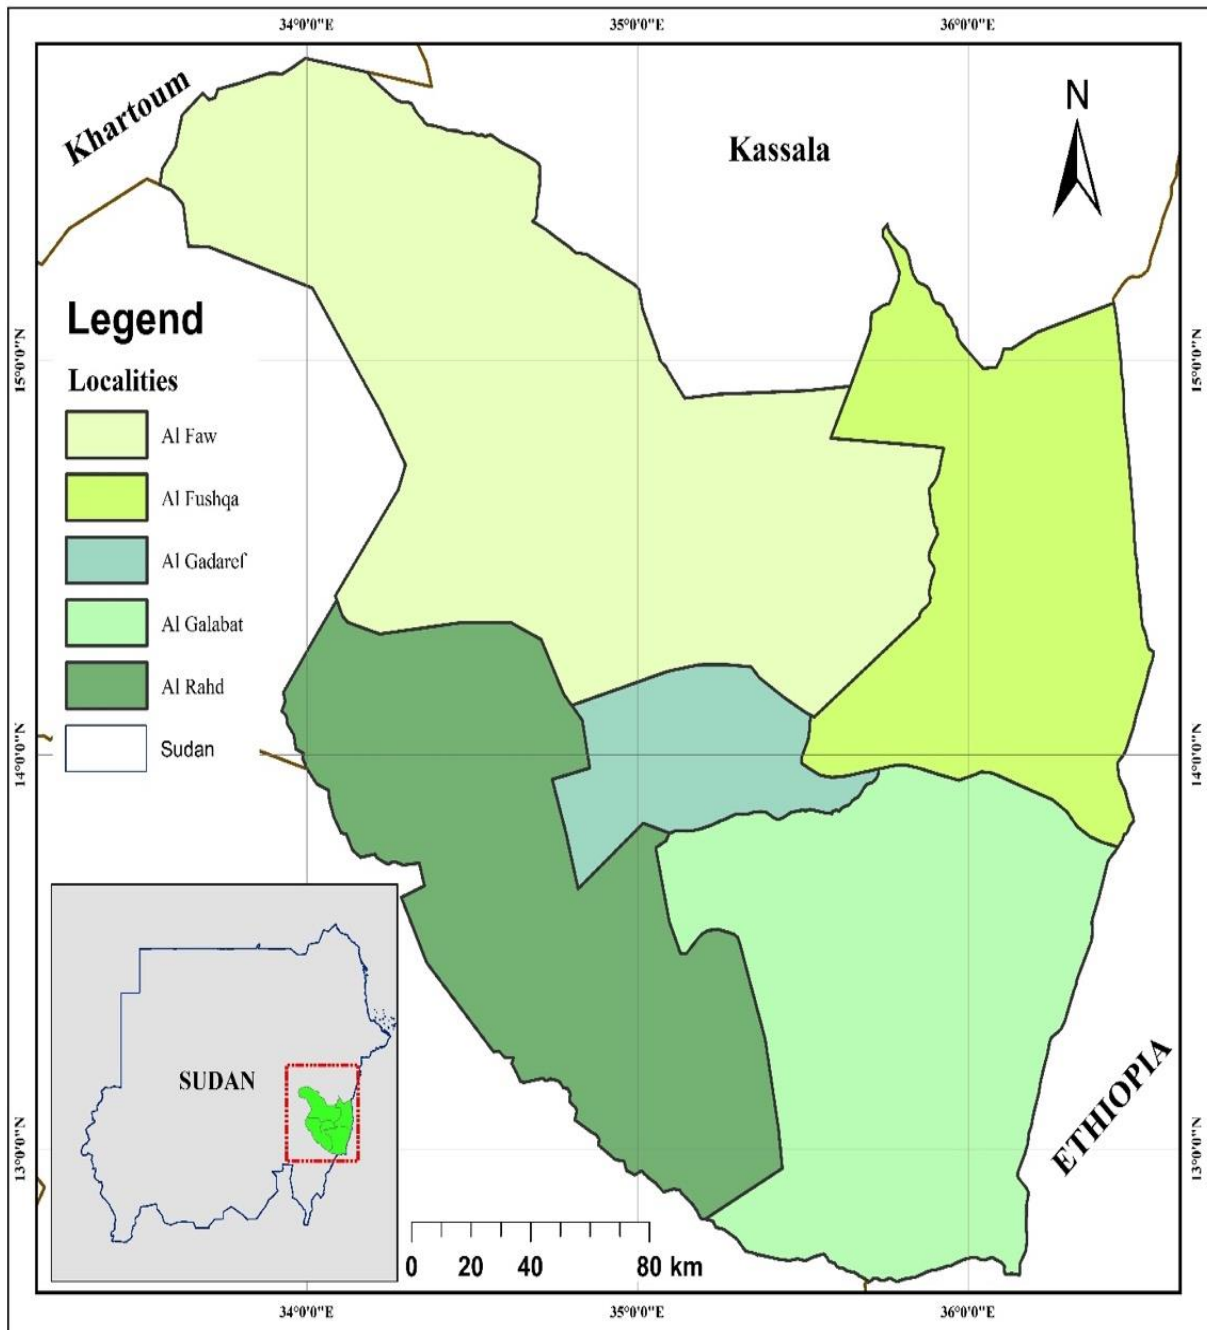 34°0'0"E 35°0'0"E 36°0'0"E
Khartoum
Kassala
N
Legend
Localities
Al Faw
Al Fushqa
Al Gadaref
Al Galabat
Al Rahd
Sudan
15°0'0"N 15°0'0"N
14°0'0"N 14°0'0"N
13°0'0"N 13°0'0"N
SUDAN
ETHIOPIA
0 20 40 80 km
34°0'0"E 35°0'0"E 36°0'0"E